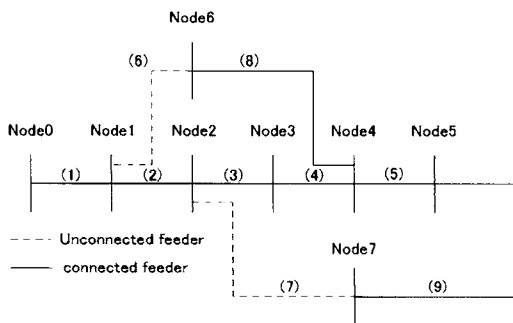 Node6
(6) (8)
Node0 Node1 Node2 Node3 Node4 Node5
(1) (2) (3) (4) (5)
Unconnected feeder
connected feeder
Node7
(7) (9)